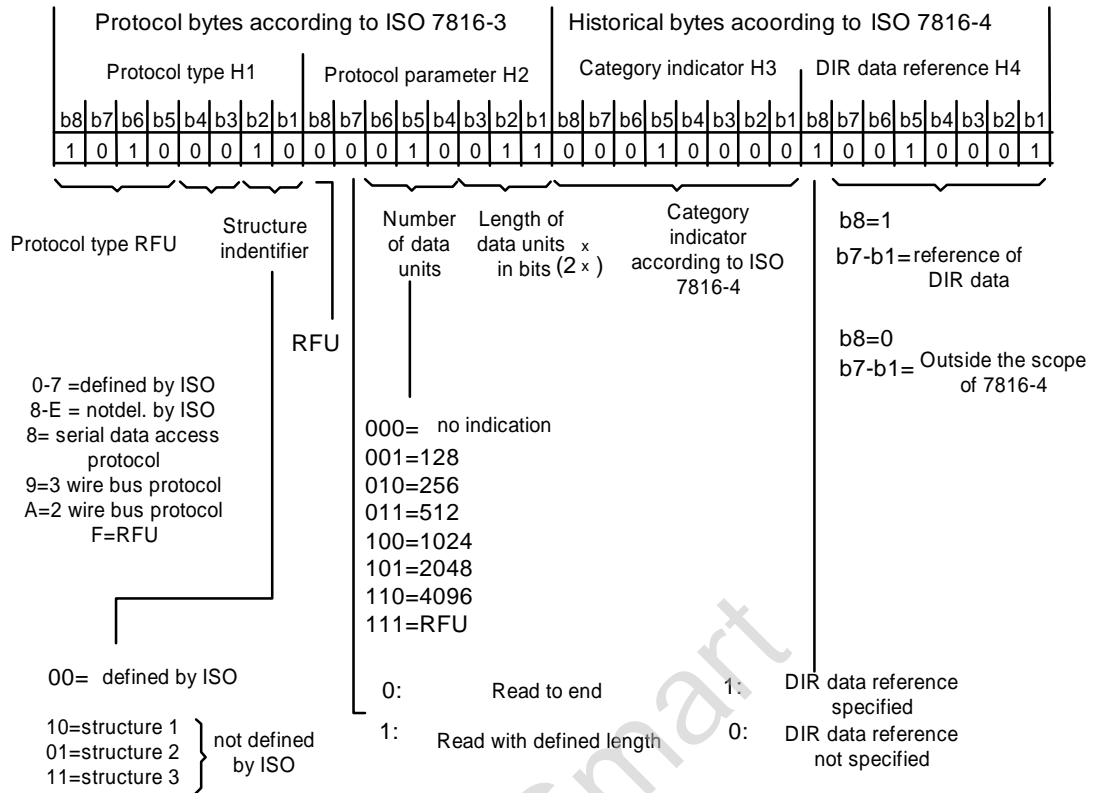 Protocol bytes according to ISO 7816-3
Historical bytes acoording to ISO 7816-4
Protocol type H1
Protocol parameter H2
Category indicator H3
DIR data reference H4
b8 b7 b6 b5 b4 b3 b2 b1 b8 b7 b6 b5 b4 b3 b2 b1 b8 b7 b6 b5 b4 b3 b2 b1 b8 b7 b6 b5 b4 b3 b2 b1
1 0 1 0 0 0 1 0 0 0 0 1 0 0 1 1 0 0 0 1 0 0 0 0 1 0 0 1 0 0 0 1
Protocol type RFU
Structure
indentifier
RFU
Number
of data
units
Length of
data units x
in bits (2 x )
Category
indicator
according to ISO
7816-4
b8=1
b7-b1= reference of
DIR data
b8=0
b7-b1= Outside the scope
of 7816-4
0-7 =defined by ISO
8-E = notdel. by ISO
8= serial data access
protocol
9=3 wire bus protocol
A=2 wire bus protocol
F=RFU
000= no indication
001=128
010=256
011=512
100=1024
101=2048
110=4096
111=RFU
00= defined by ISO
10=structure 1
01=structure 2
11=structure 3
not defined
by ISO
0: Read to end
1: Read with defined length
1: DIR data reference
specified
0: DIR data reference
not specified
Smart